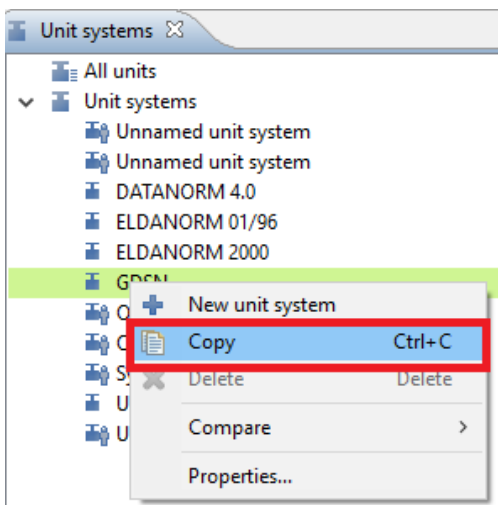 Unit systems
All units
Unit systems
Unnamed unit system
Unnamed unit system
DATANORM 4.0
ELDANORM 01/96
ELDANORM 2000
GDSN
New unit system
Copy Ctrl+C
Delete Delete
Compare
Properties...